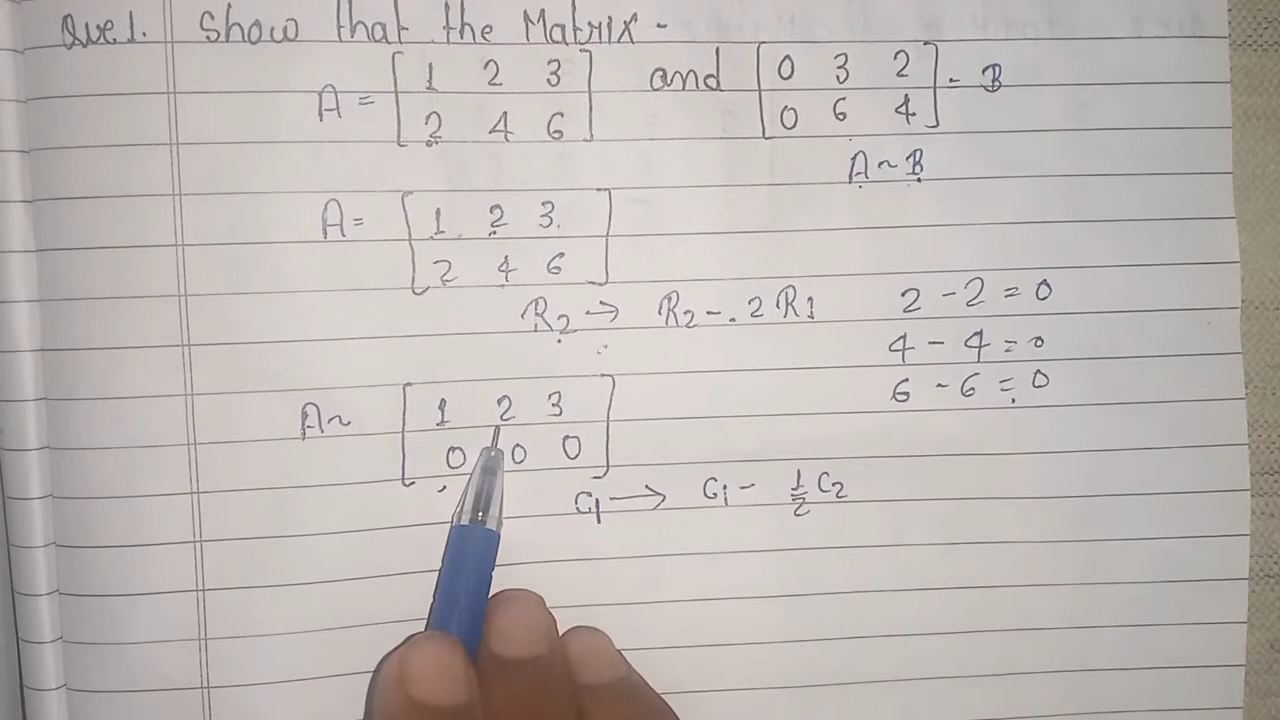 Que 1. Show that the Matrix -
A = [1 2 3 and [0 3 2] - B
2 4 6] 0 6 4]
A ~ B
A = [1 2 3
2 4 6]
R2 → R2 - 2R1 2 - 2 = 0
4 - 4 = 0
6 - 6 = 0
A ~ [1 2 3
0 0 0]
C1 → C1 - 1/2 C2